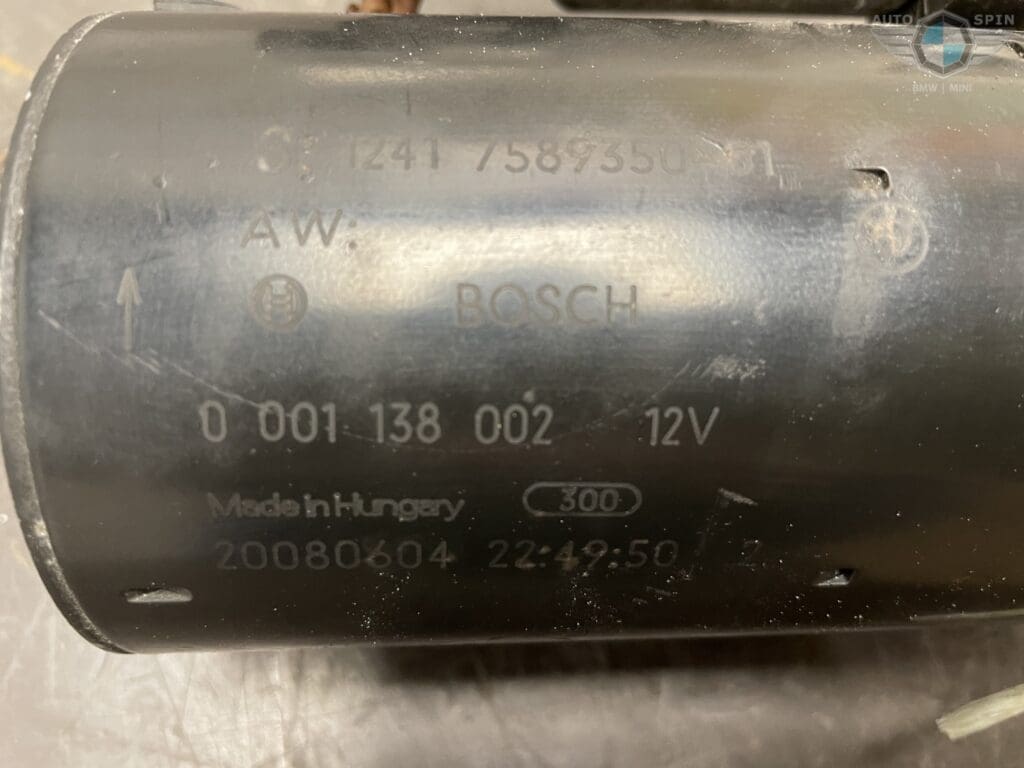 AUTO SPIN
BMW | MINI
1241 7589350
AW:
BOSCH
0 001 138 002 12V
Made in Hungary 300
20080604 22:49:50 2